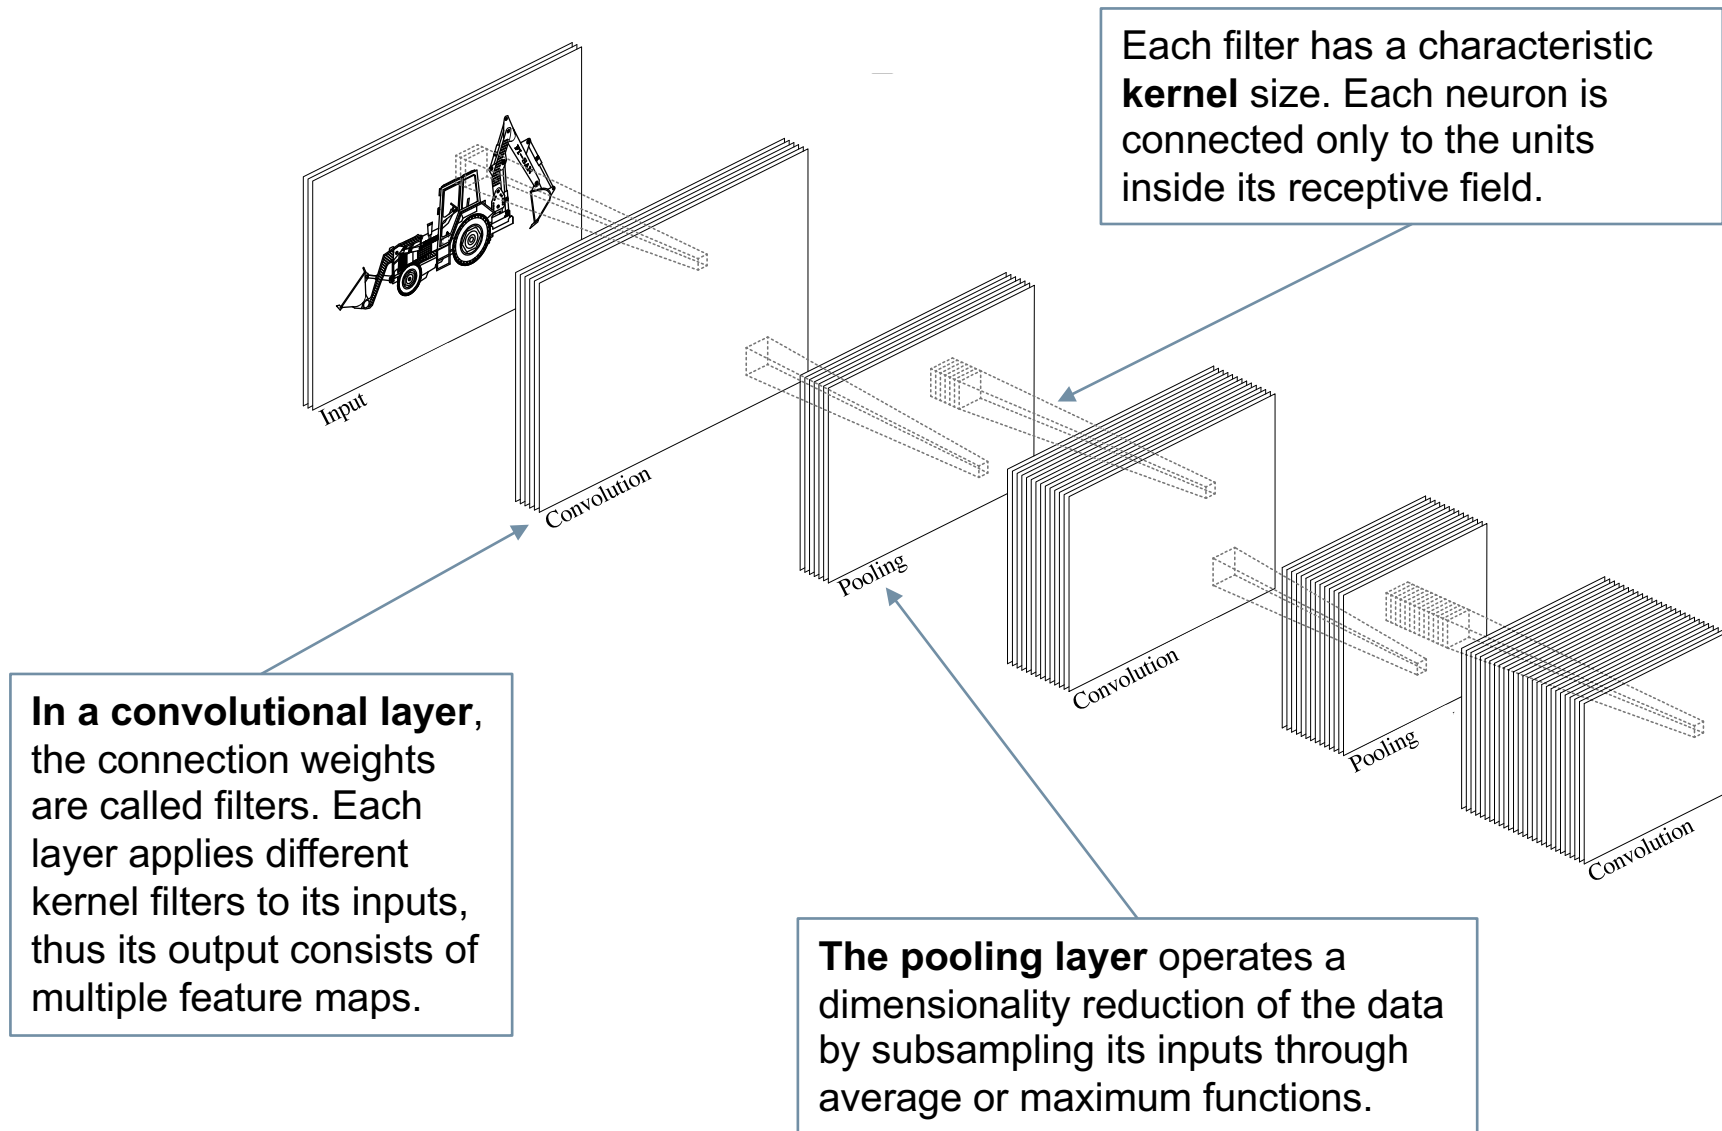 Each filter has a characteristic
kernel size. Each neuron is
connected only to the units
inside its receptive field.
Input
Convolution
Pooling
Convolution
Pooling
Convolution
In a convolutional layer,
the connection weights
are called filters. Each
layer applies different
kernel filters to its inputs,
thus its output consists of
multiple feature maps.
The pooling layer operates a
dimensionality reduction of the data
by subsampling its inputs through
average or maximum functions.